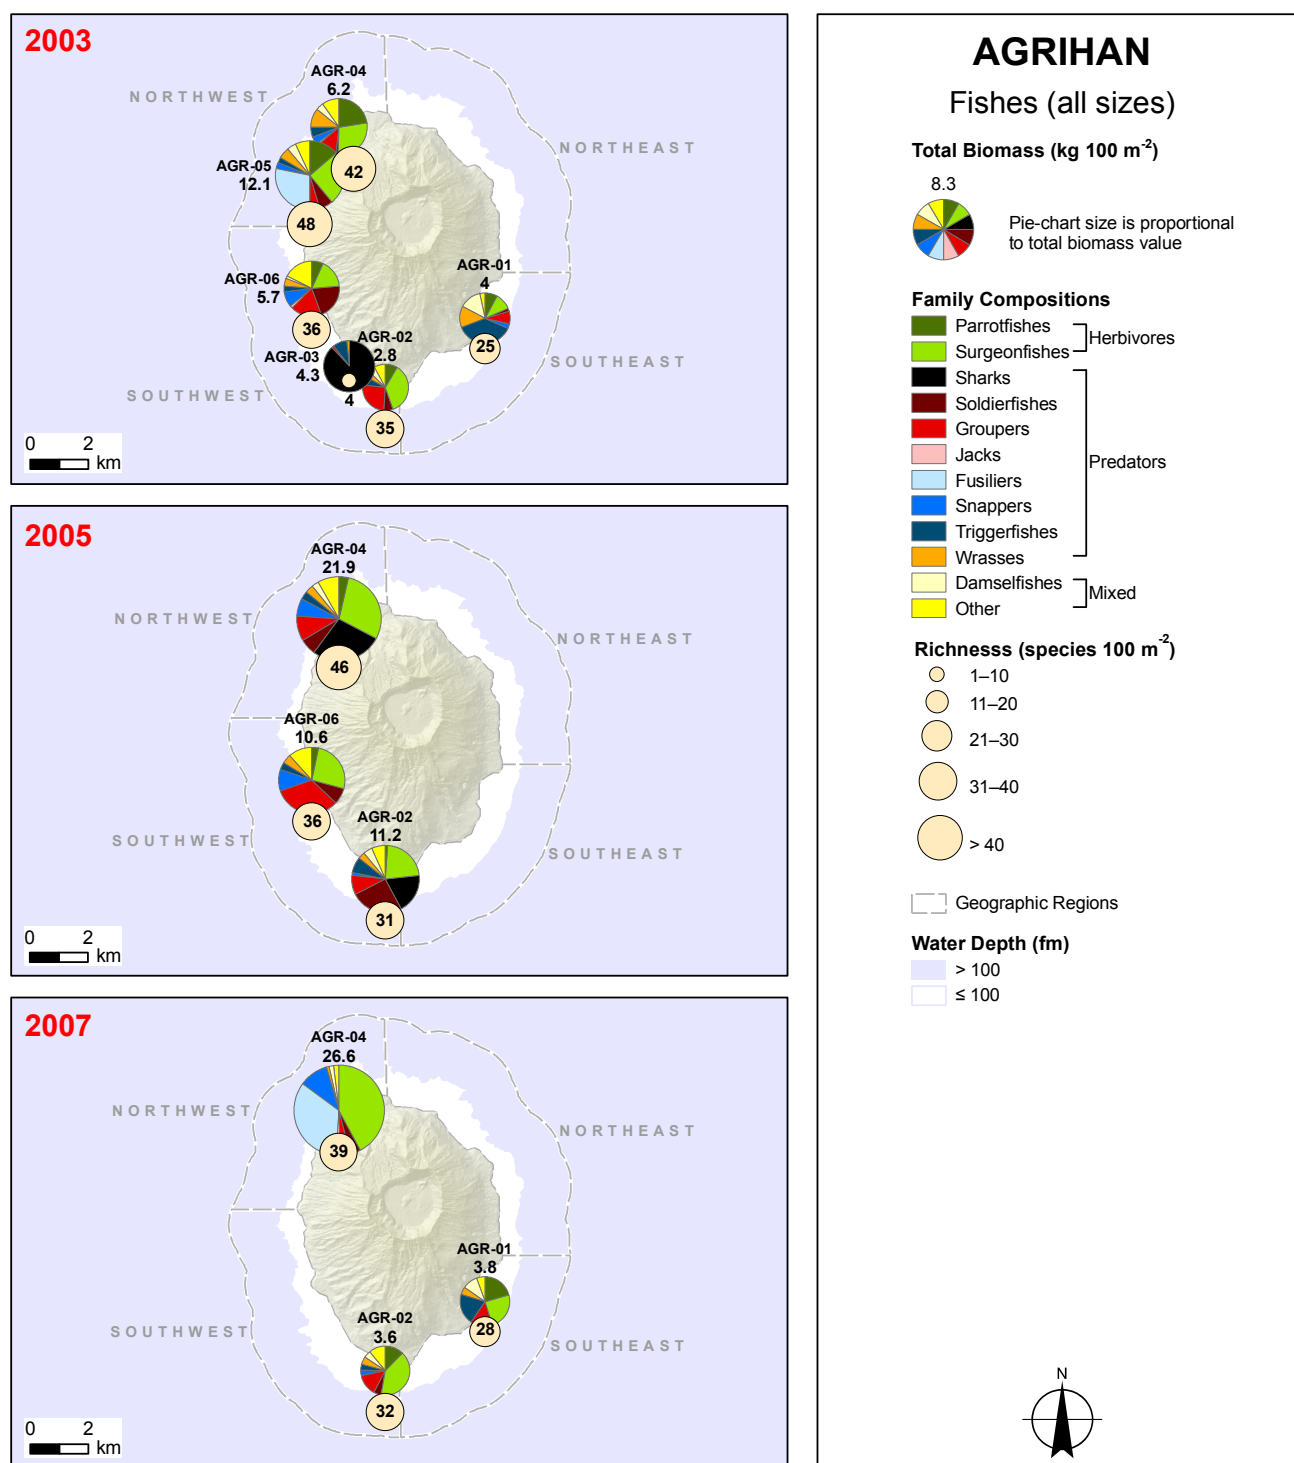 2003
AGR-04
6.2
NORTHWEST
NORTHEAST
AGR-05
12.1
42
48
AGR-06
5.7
36
AGR-01
4
25
AGR-02
2.8
AGR-03
4.3
4
35
SOUTHWEST
SOUTHEAST
0 2
km
2005
AGR-04
21.9
NORTHWEST
NORTHEAST
46
AGR-06
10.6
36
AGR-02
11.2
31
SOUTHWEST
SOUTHEAST
0 2
km
2007
AGR-04
26.6
NORTHWEST
NORTHEAST
39
AGR-01
3.8
28
AGR-02
3.6
32
SOUTHWEST
SOUTHEAST
0 2
km
AGRIHAN
Fishes (all sizes)
Total Biomass (kg 100 m⁻²)
8.3
Pie-chart size is proportional
to total biomass value
Family Compositions
Parrotfishes
Surgeonfishes
Herbivores
Sharks
Soldierfishes
Groupers
Jacks
Predators
Fusiliers
Snappers
Triggerfishes
Wrasses
Damselfishes
Mixed
Other
Richnesss (species 100 m⁻²)
1–10
11–20
21–30
31–40
> 40
Geographic Regions
Water Depth (fm)
> 100
≤ 100
N